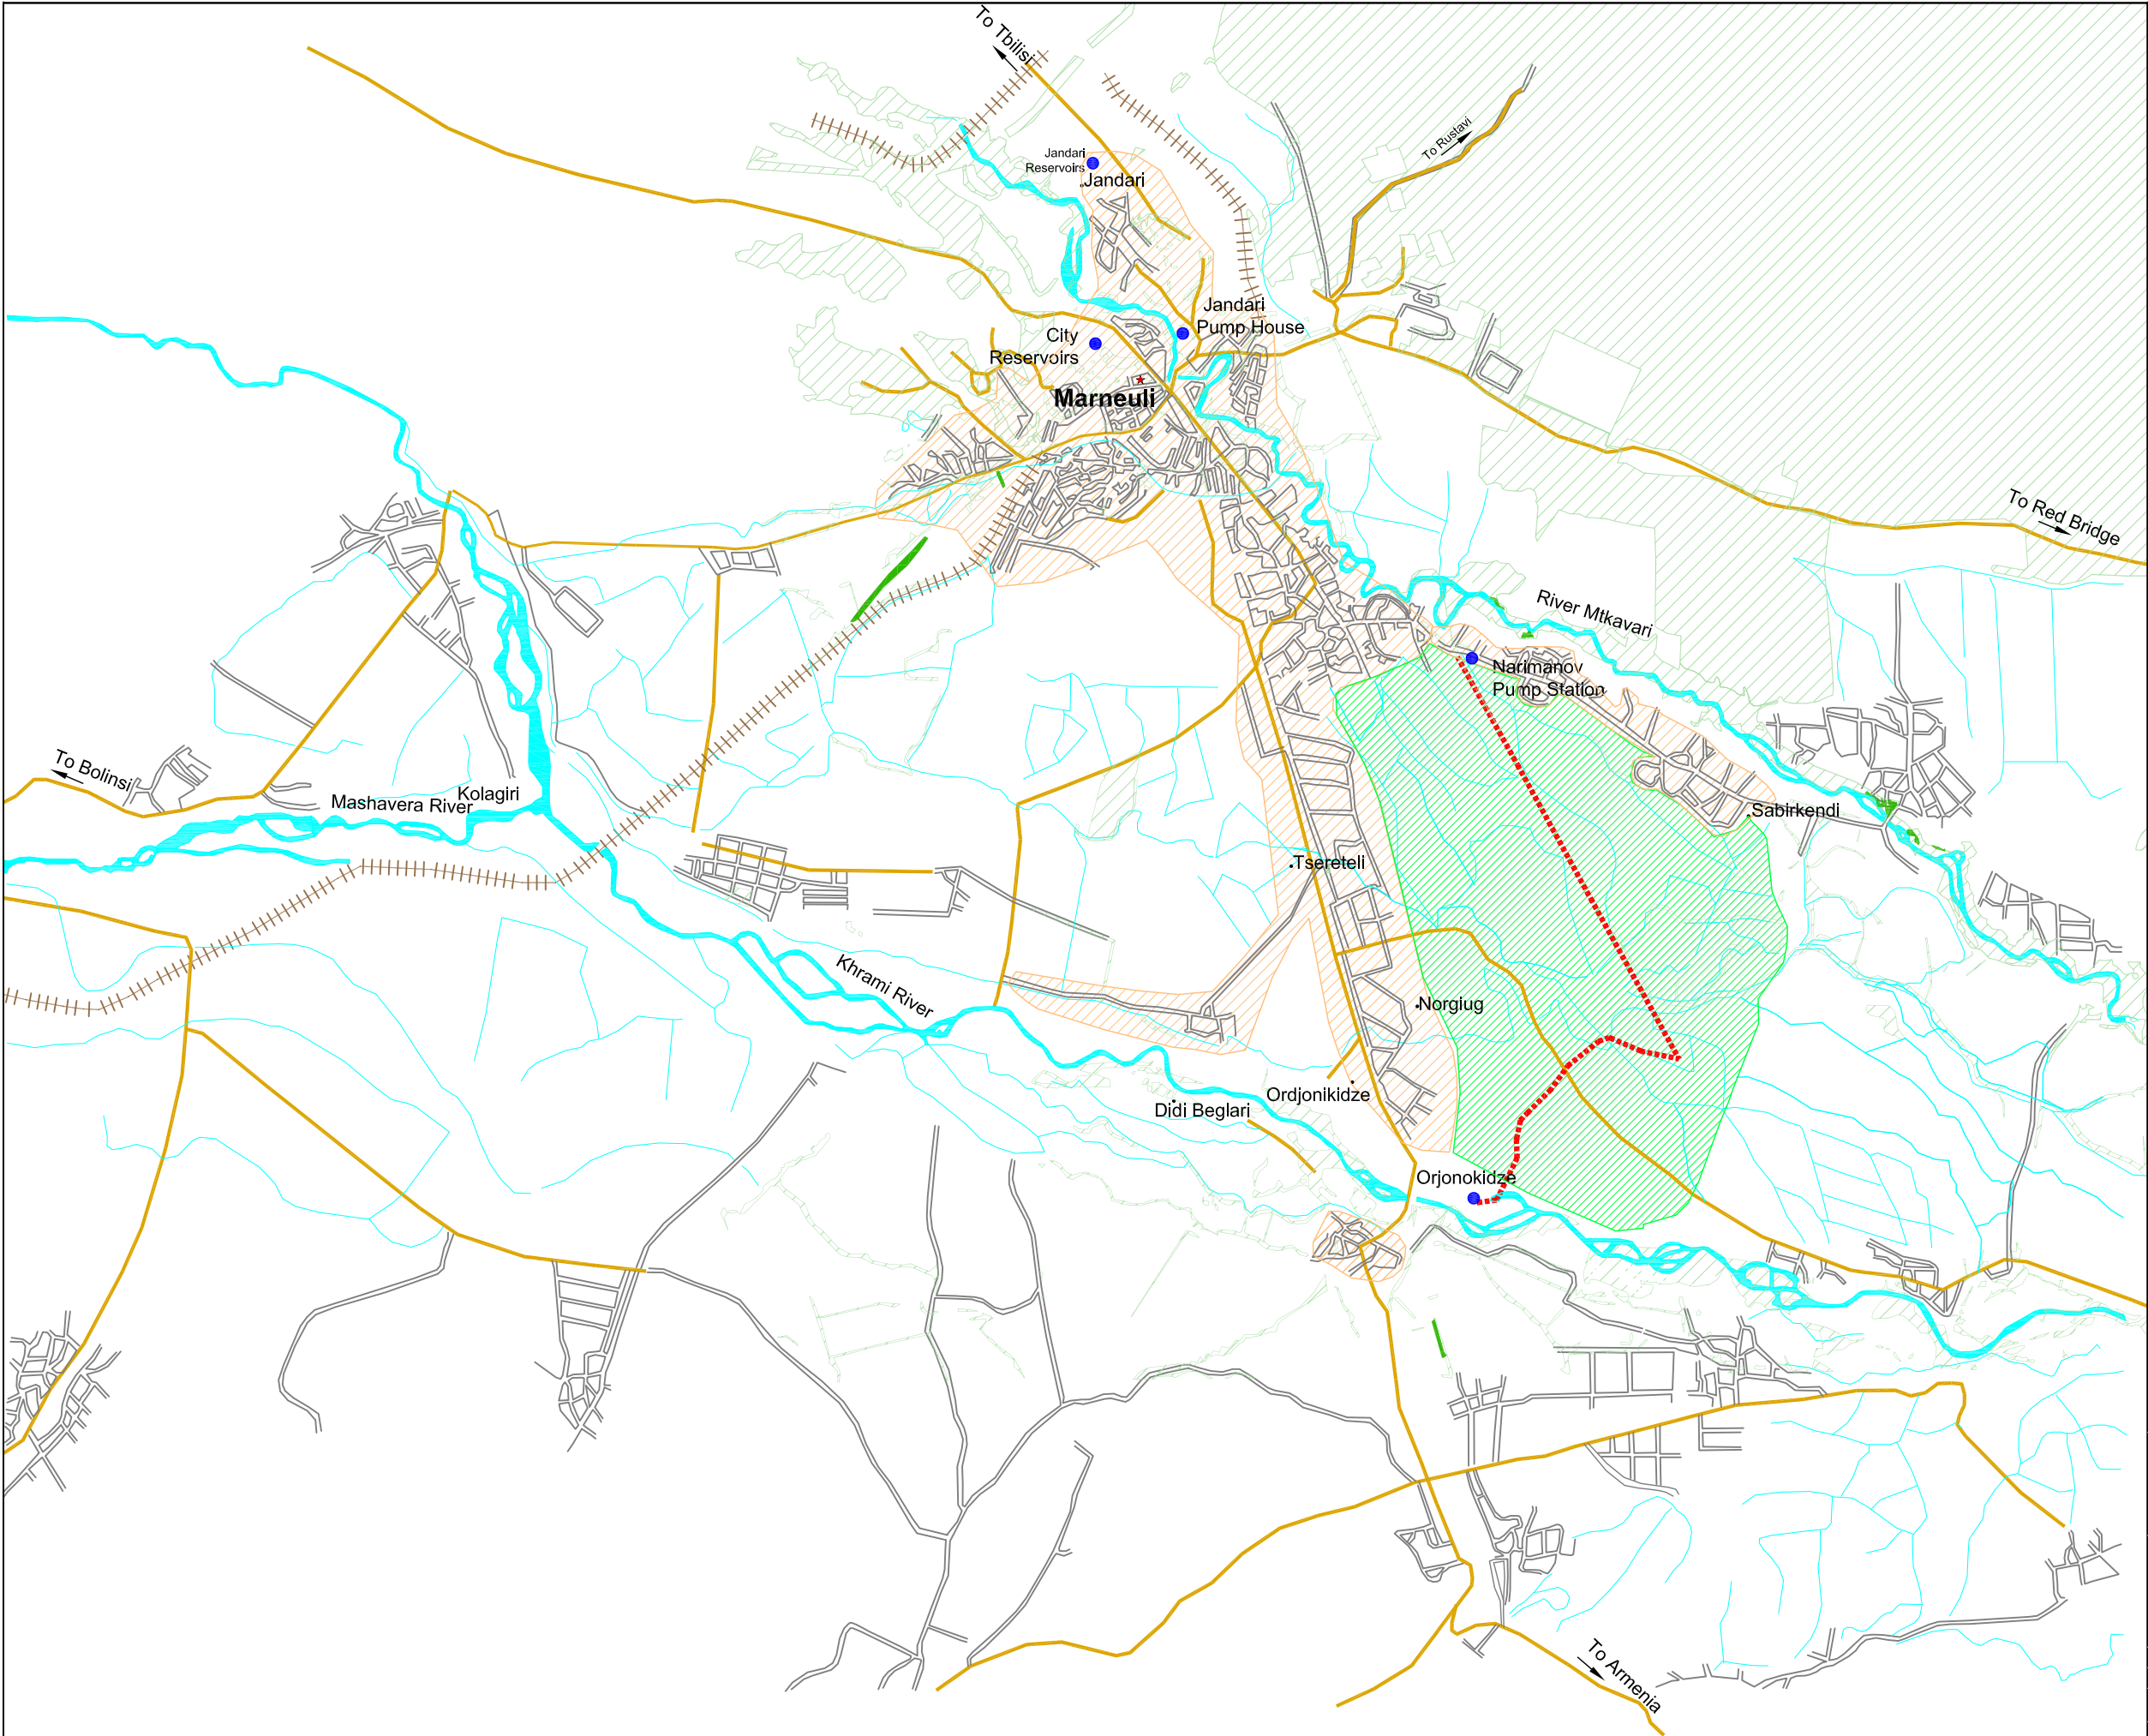 To Tbilisi
To Rustavi
Jandari
Reservoirs
Jandari
Jandari
Pump House
City
Reservoirs
Marneuli
To Red Bridge
River Mtkavari
Narimanov
Pump Station
To Bolinsi
Kolagiri
Mashavera River
Sabirkendi
Tsereteli
Khrami River
Norgiug
Ordjonikidze
Didi Beglari
Orjonokidze
To Armenia